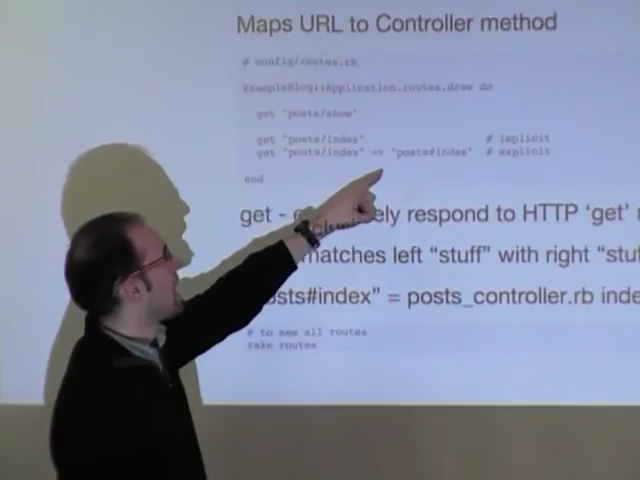 Maps URL to Controller method
# config/routes.rb
ExampleBlog::Application.routes.draw do
get "posts/show"
get "posts/index" # implicit
get "posts/index" => "posts#index" # explicit
end
get - ely respond to HTTP ‘get’
matches left “stuff” with right “stuf
osts#index” = posts_controller.rb inde
# to see all routes
rake routes